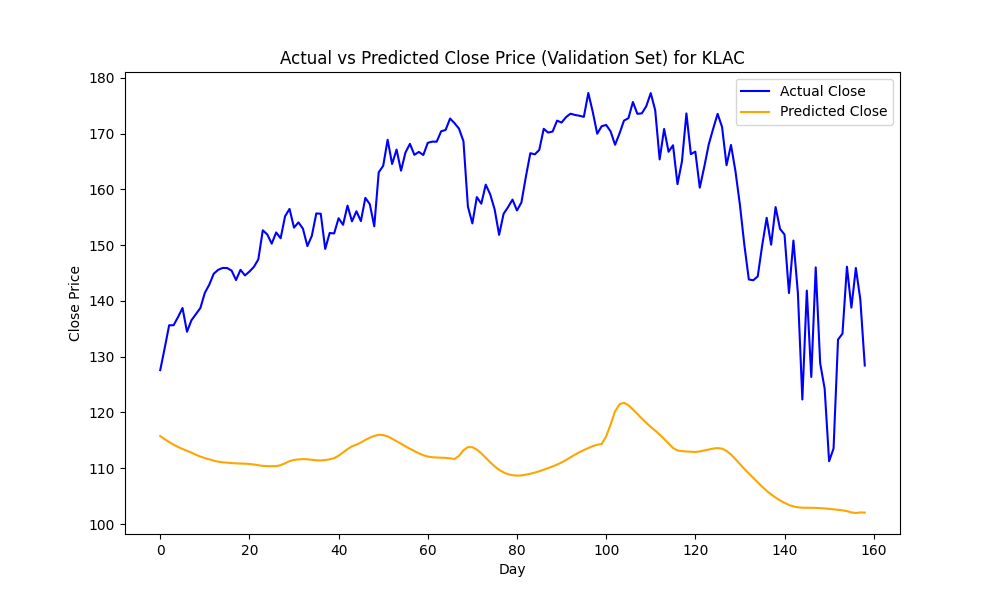 Actual vs Predicted Close Price (Validation Set) for KLAC
Actual Close
Predicted Close
Close Price
180
170
160
150
140
130
120
110
100
0 20 40 60 80 100 120 140 160
Day